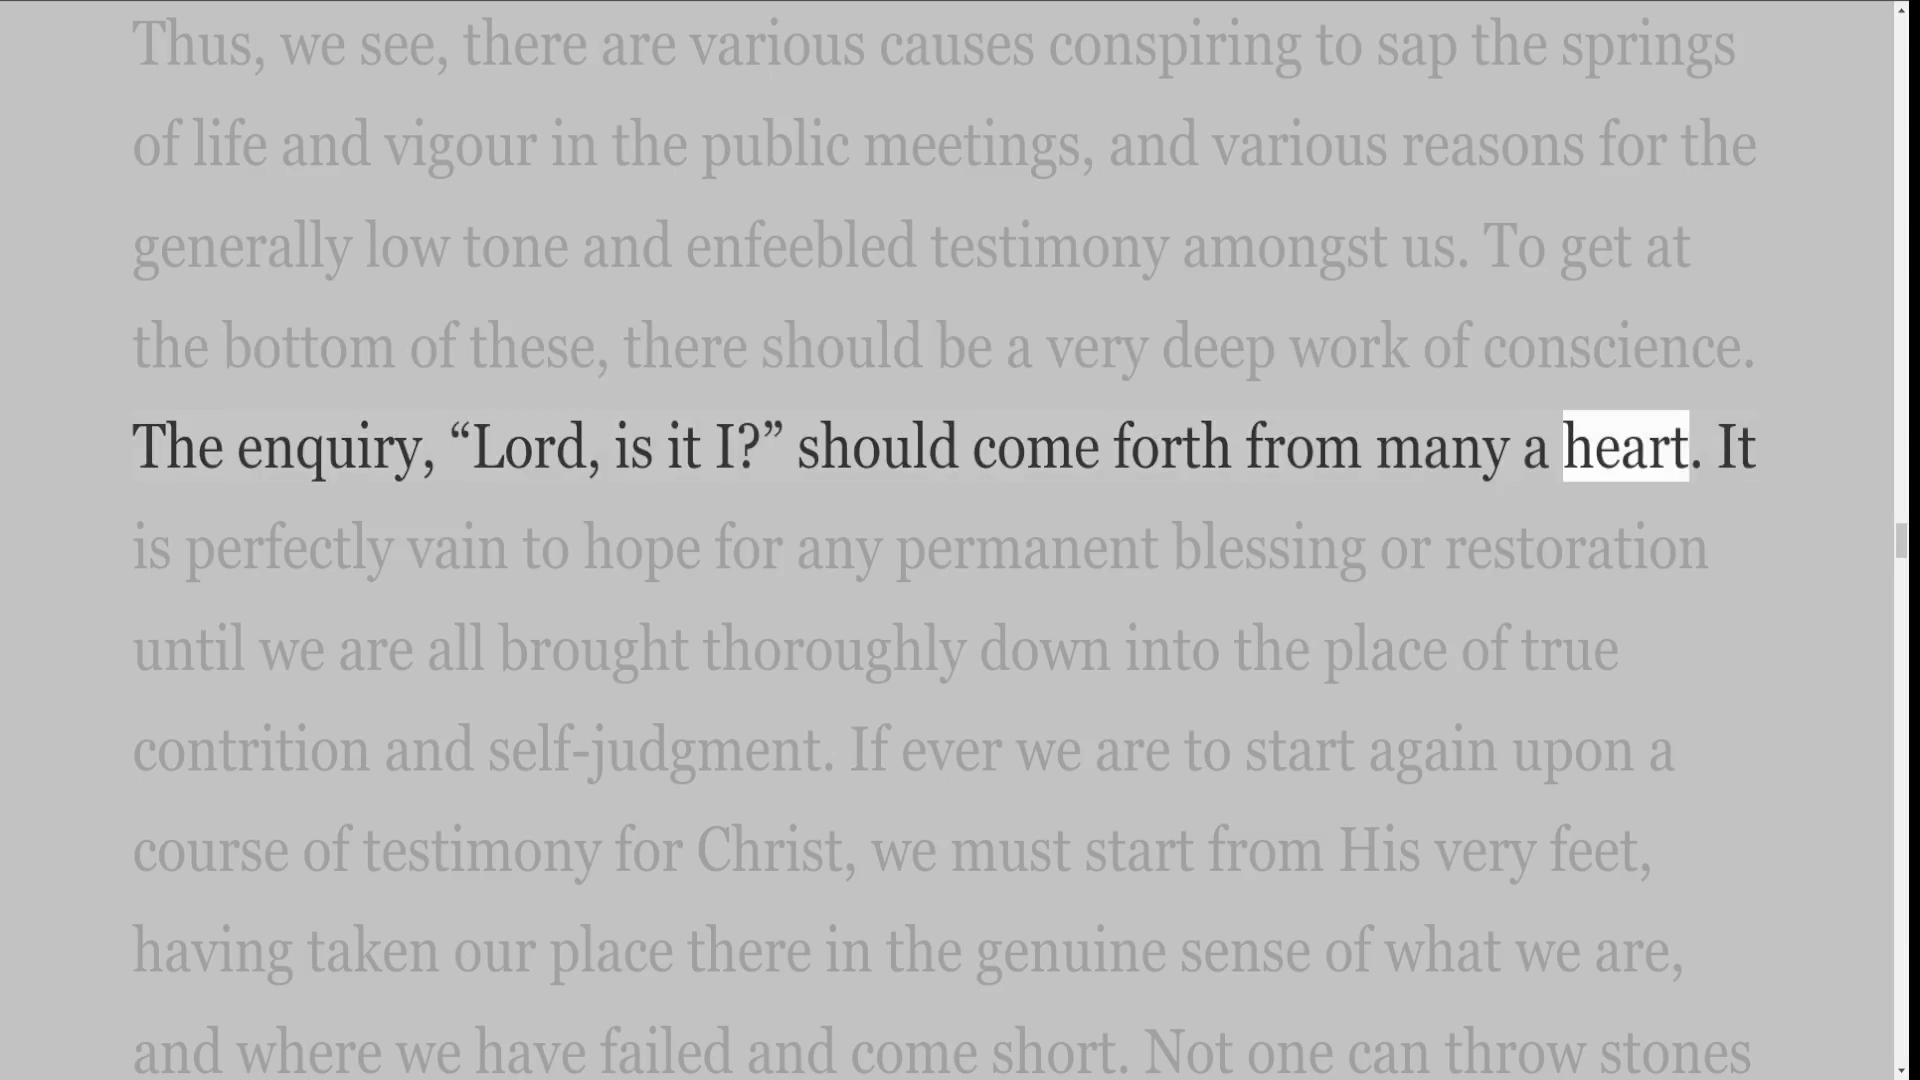 Thus, we see, there are various causes conspiring to sap the springs
of life and vigour in the public meetings, and various reasons for the
generally low tone and enfeebled testimony amongst us. To get at
the bottom of these, there should be a very deep work of conscience.
The enquiry, “Lord, is it I?” should come forth from many a heart. It
is perfectly vain to hope for any permanent blessing or restoration
until we are all brought thoroughly down into the place of true
contrition and self-judgment. If ever we are to start again upon a
course of testimony for Christ, we must start from His very feet,
having taken our place there in the genuine sense of what we are,
and where we have failed and come short. Not one can throw stones